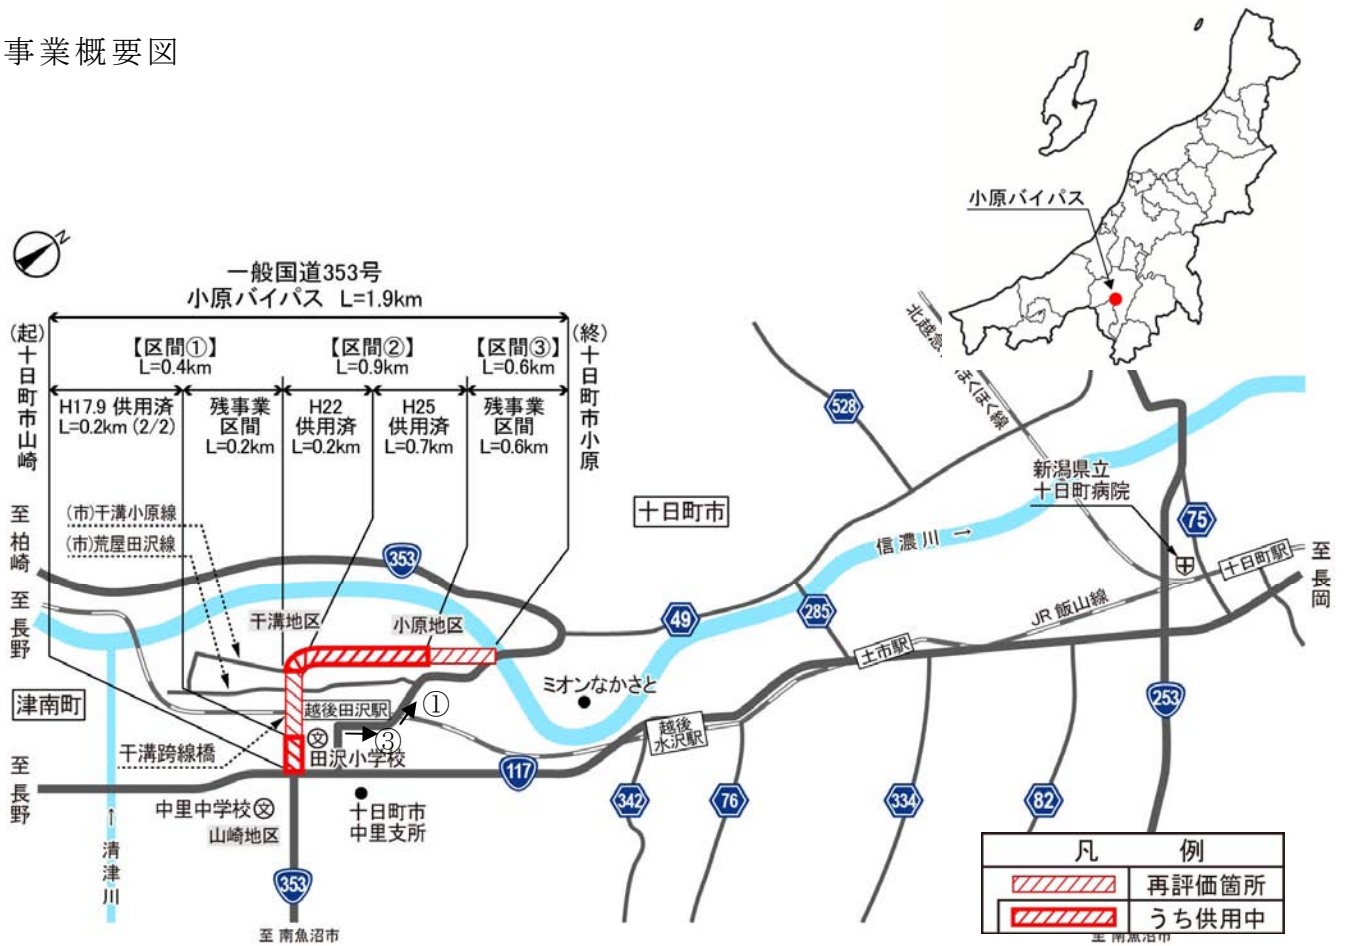 事業概要図
小原バイパス
N
一般国道353号
小原バイパス L=1.9km
(起)十日町市山崎
(終)十日町市小原
【区間①】
L=0.4km
【区間②】
L=0.9km
【区間③】
L=0.6km
H17.9 供用済
L=0.2km (2/2)
残事業
区間
L=0.2km
H22
供用済
L=0.2km
H25
供用済
L=0.7km
残事業
区間
L=0.6km
北越急
ほくほく線
528
新潟県立
十日町病院
十日町市
75
至柏崎
(市)干溝小原線
(市)荒屋田沢線
353
信濃川 →
十日町駅
至長岡
至長野
干溝地区
小原地区
49
285
JR 飯山線
土市駅
津南町
越後田沢駅
①
ミオンなかさと
253
干溝跨線橋
文
③
田沢小学校
越後
水沢駅
至長野
117
中里中学校
文
山崎地区
十日町市
中里支所
342
76
334
82
→
清津川
353
至 南魚沼市
凡 例
再評価箇所
うち供用中
至 南魚沼市